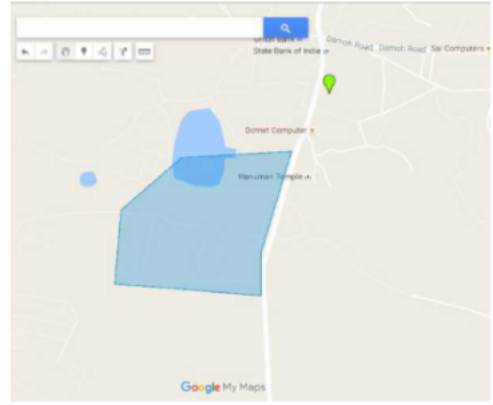 State Bank of India
Damoh Road
Damoh Road
Sai Computers
Dotnet Computer
Hanuman Temple
Google My Maps